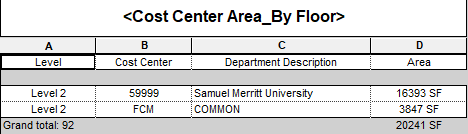 <Cost Center Area_By Floor>
A B C D
Level Cost Center Department Description Area
Level 2 59999 Samuel Merritt University 16393 SF
Level 2 FCM COMMON 3847 SF
Grand total: 92 20241 SF